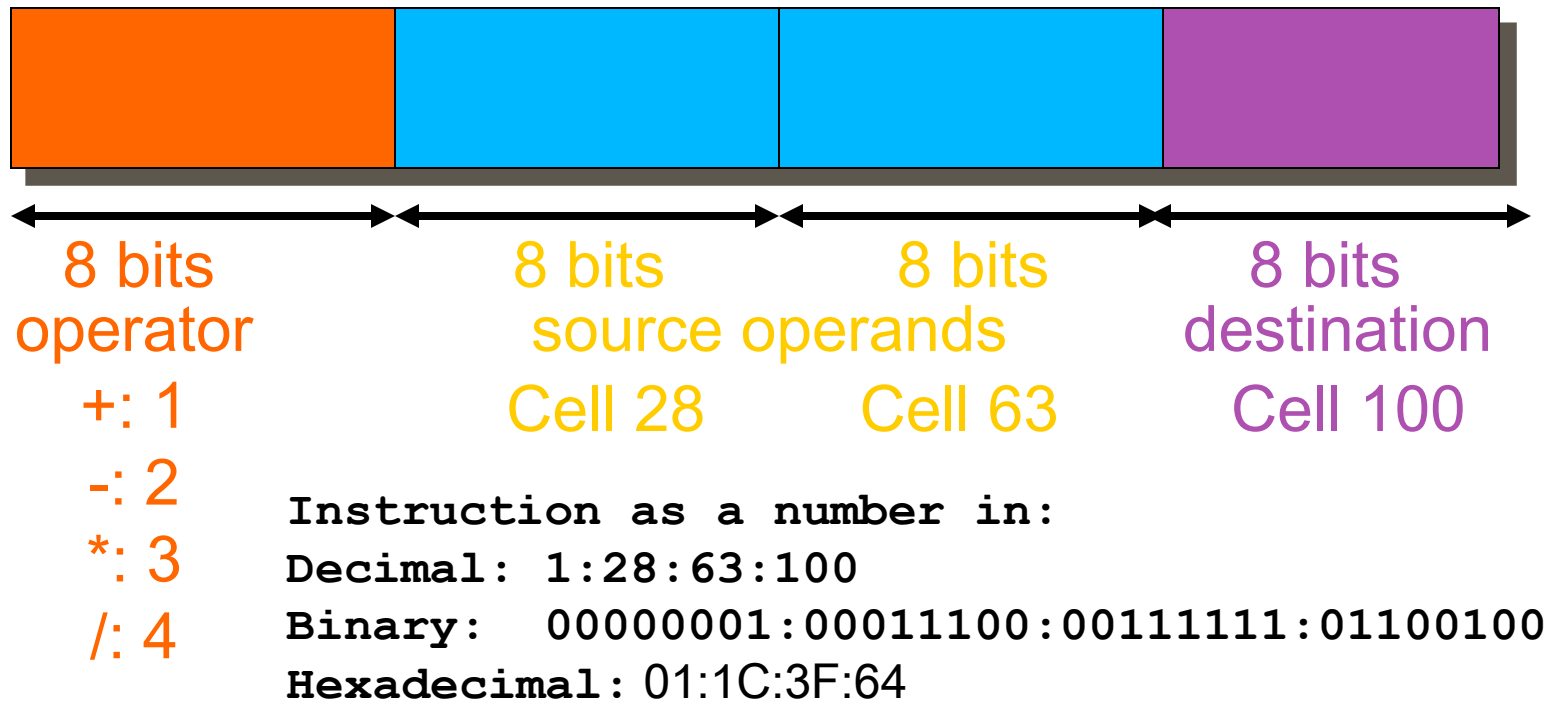 8 bits 8 bits 8 bits 8 bits
operator source operands destination
+: 1 Cell 28 Cell 63 Cell 100
-: 2
*: 3
/: 4
Instruction as a number in:
Decimal: 1:28:63:100
Binary: 00000001:00011100:00111111:01100100
Hexadecimal: 01:1C:3F:64